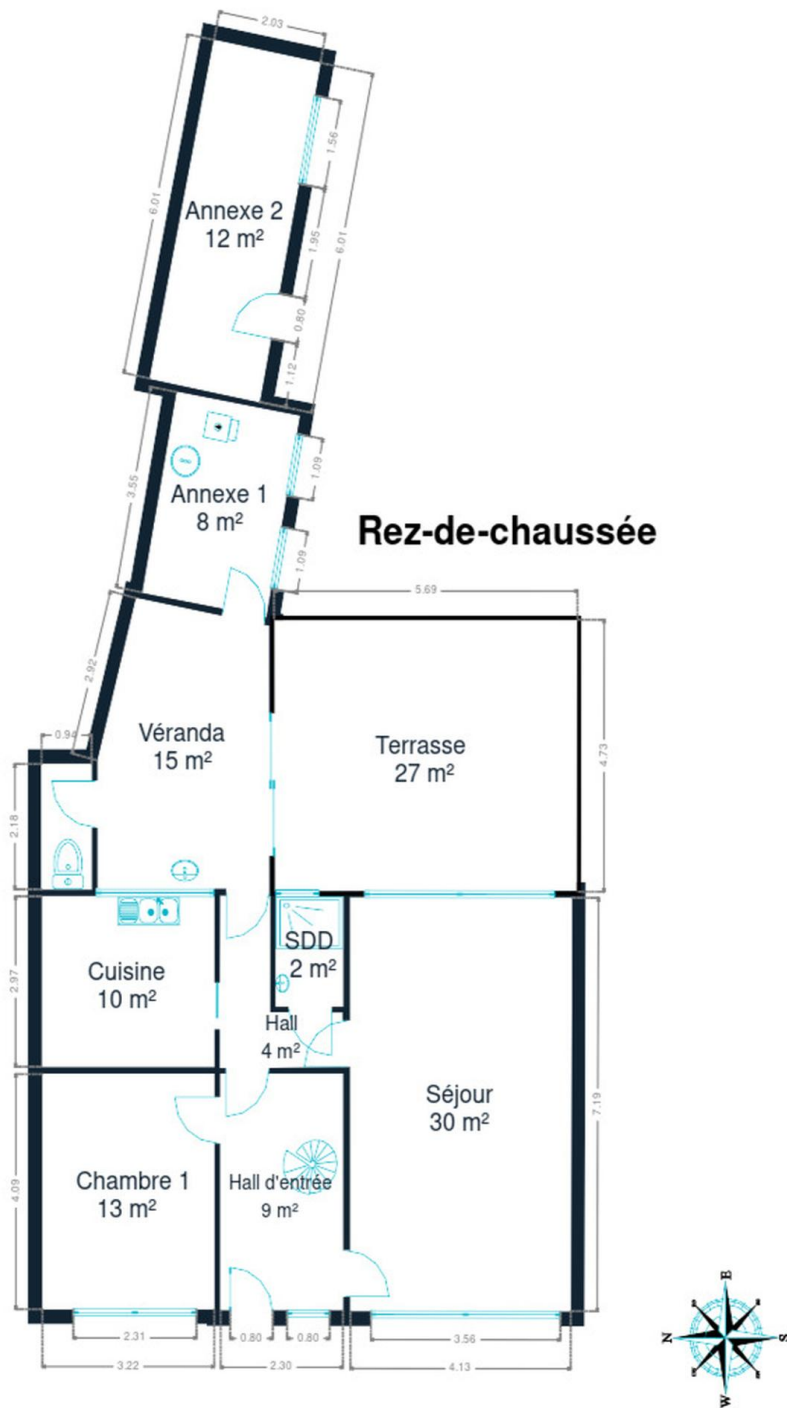 2.03
6.01
1.56
Annexe 2
12 m²
1.95
6.01
0.80
1.12
3.55
Annexe 1
8 m²
1.09
1.09
Rez-de-chaussée
5.69
2.92
0.94
Véranda
15 m²
Terrasse
27 m²
4.73
2.18
2.97
Cuisine
10 m²
SDD
2 m²
Hall
4 m²
Séjour
30 m²
7.19
4.09
Chambre 1
13 m²
Hall d'entrée
9 m²
2.31
0.80
0.80
3.56
3.22
2.30
4.13
E
N
S
W